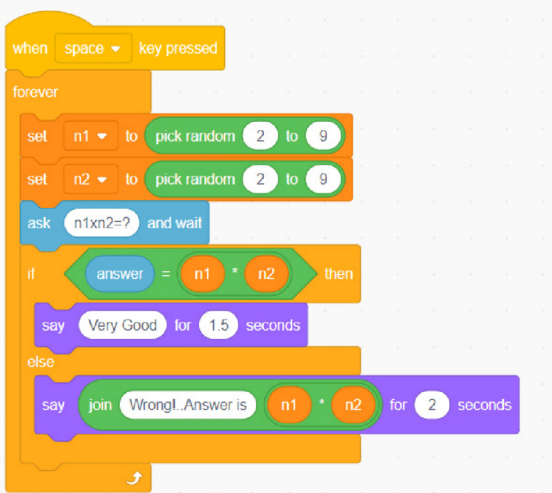 when space key pressed
forever
set n1 to pick random 2 to 9
set n2 to pick random 2 to 9
ask n1xn2=? and wait
if answer = n1 * n2 then
say Very Good for 1.5 seconds
else
say join Wrong!..Answer is n1 * n2 for 2 seconds